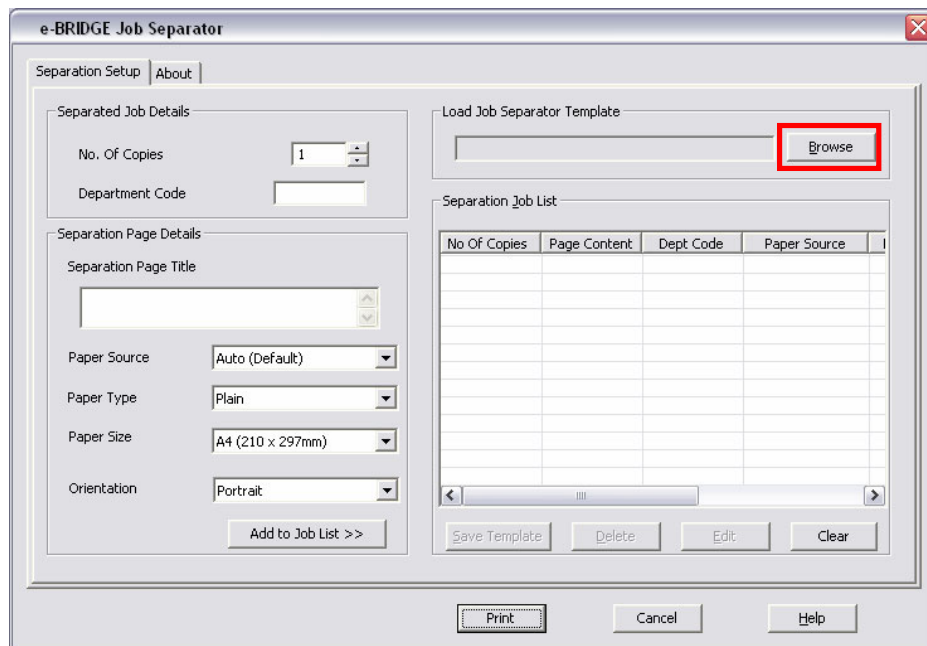 e-BRIDGE Job Separator
Separation Setup
About
Separated Job Details
No. Of Copies
1
Department Code
Separation Page Details
Separation Page Title
Paper Source
Auto (Default)
Paper Type
Plain
Paper Size
A4 (210 x 297mm)
Orientation
Portrait
Add to Job List >>
Load Job Separator Template
Browse
Separation Job List
No Of Copies Page Content Dept Code Paper Source
Save Template
Delete
Edit
Clear
Print
Cancel
Help